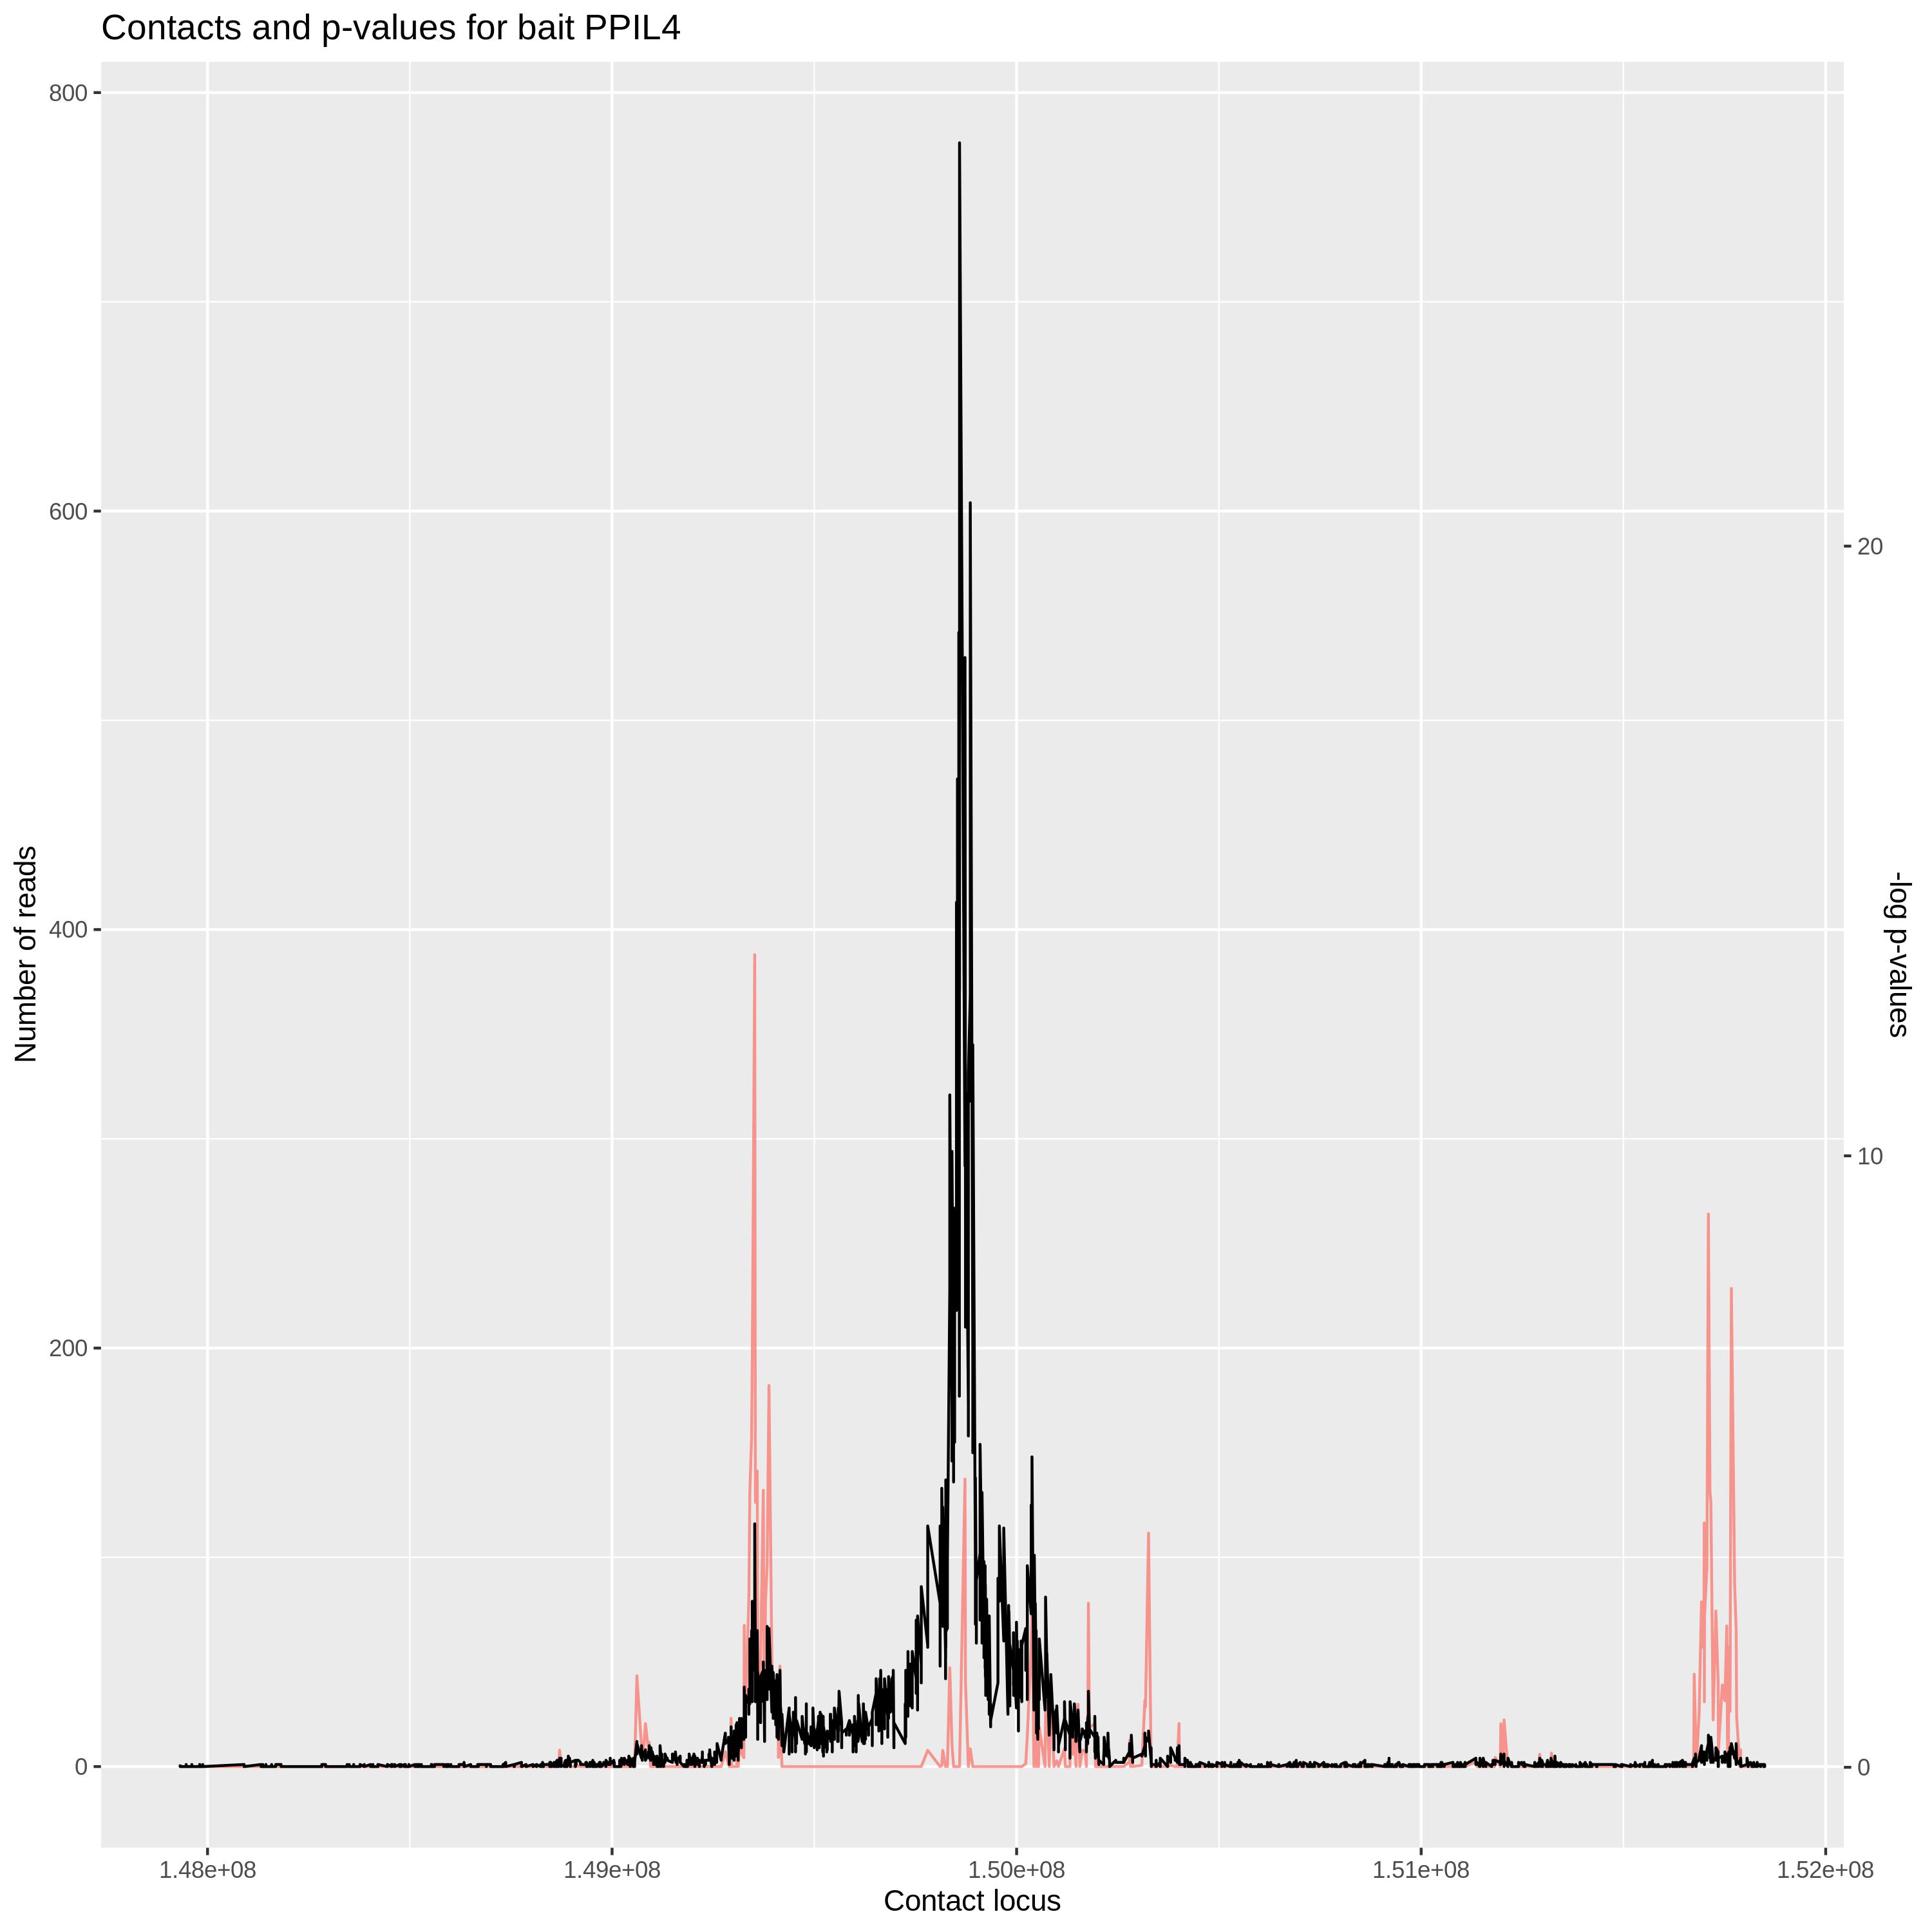 Contacts and p-values for bait PPIL4
800
600
400
200
0
Number of reads
20
10
0
-log p-values
1.48e+08
1.49e+08
1.50e+08
1.51e+08
1.52e+08
Contact locus